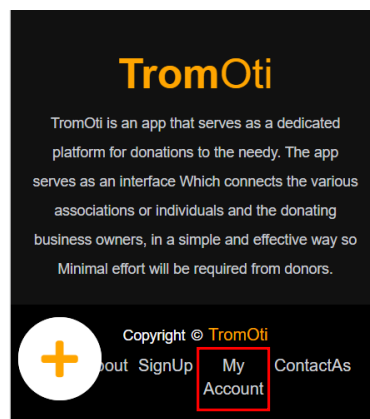 TromOti
TromOti is an app that serves as a dedicated
platform for donations to the needy. The app
serves as an interface Which connects the various
associations or individuals and the donating
business owners, in a simple and effective way so
Minimal effort will be required from donors.
Copyright © TromOti
SignUp My ContactAs
Account